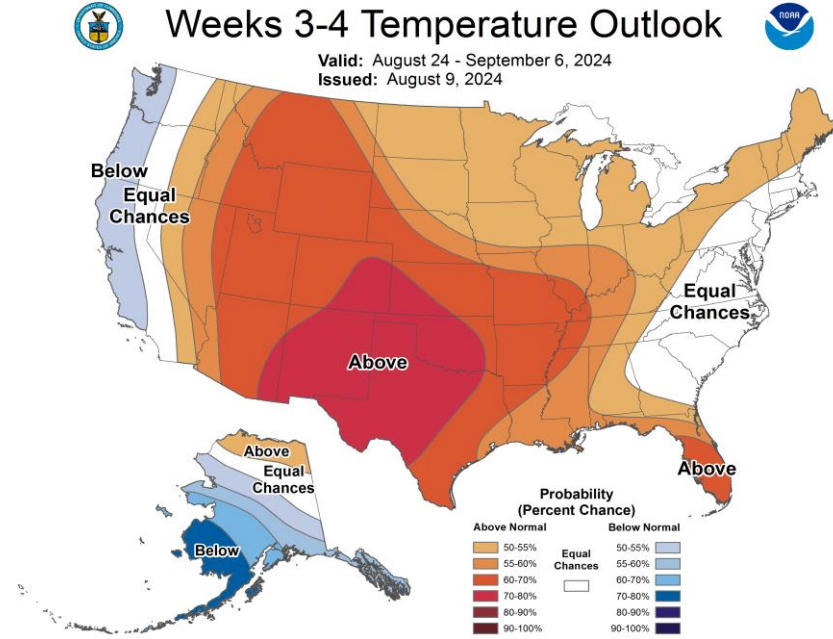 Weeks 3-4 Temperature Outlook
NOAA
Valid: August 24 - September 6, 2024
Issued: August 9, 2024
Below
Equal
Chances
Equal
Chances
Above
Above
Above
Equal
Chances
Below
Probability
(Percent Chance)
Above Normal
Below Normal
Equal
Chances
50-55%
55-60%
60-70%
70-80%
80-90%
90-100%
50-55%
55-60%
60-70%
70-80%
80-90%
90-100%